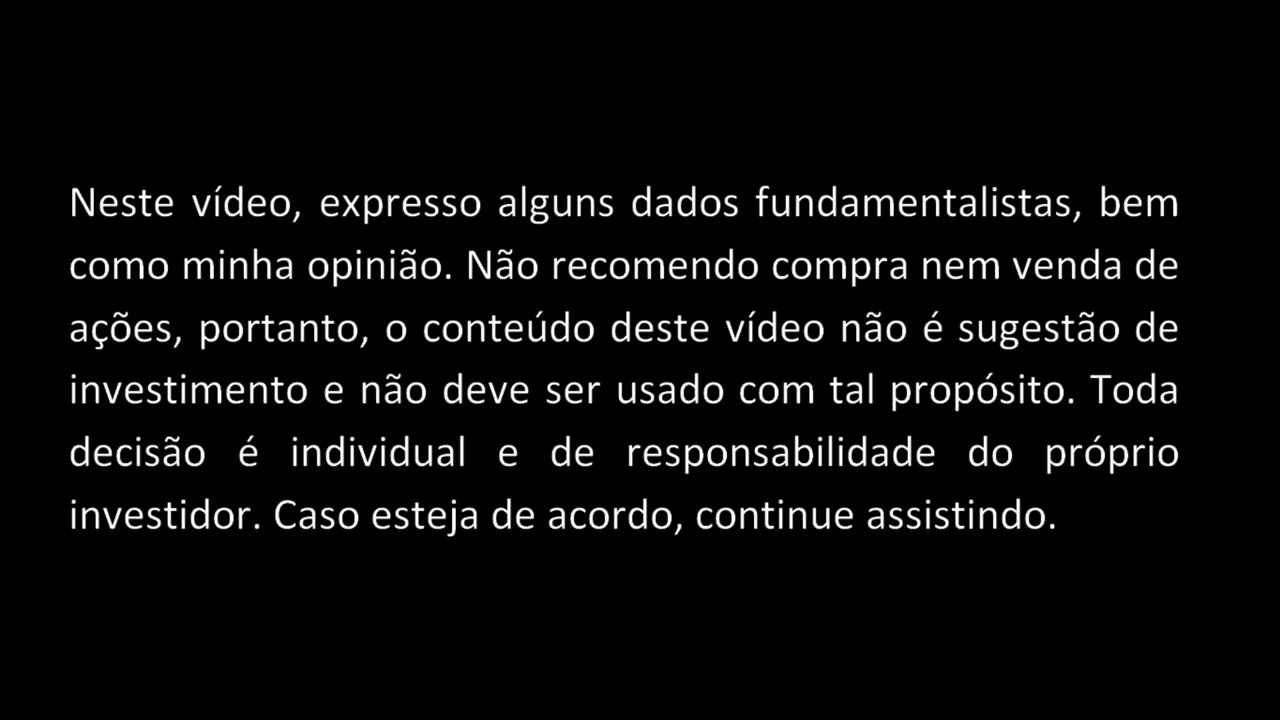 Neste vídeo, expresso alguns dados fundamentalistas, bem
como minha opinião. Não recomendo compra nem venda de
ações, portanto, o conteúdo deste vídeo não é sugestão de
investimento e não deve ser usado com tal propósito. Toda
decisão é individual e de responsabilidade do próprio
investidor. Caso esteja de acordo, continue assistindo.